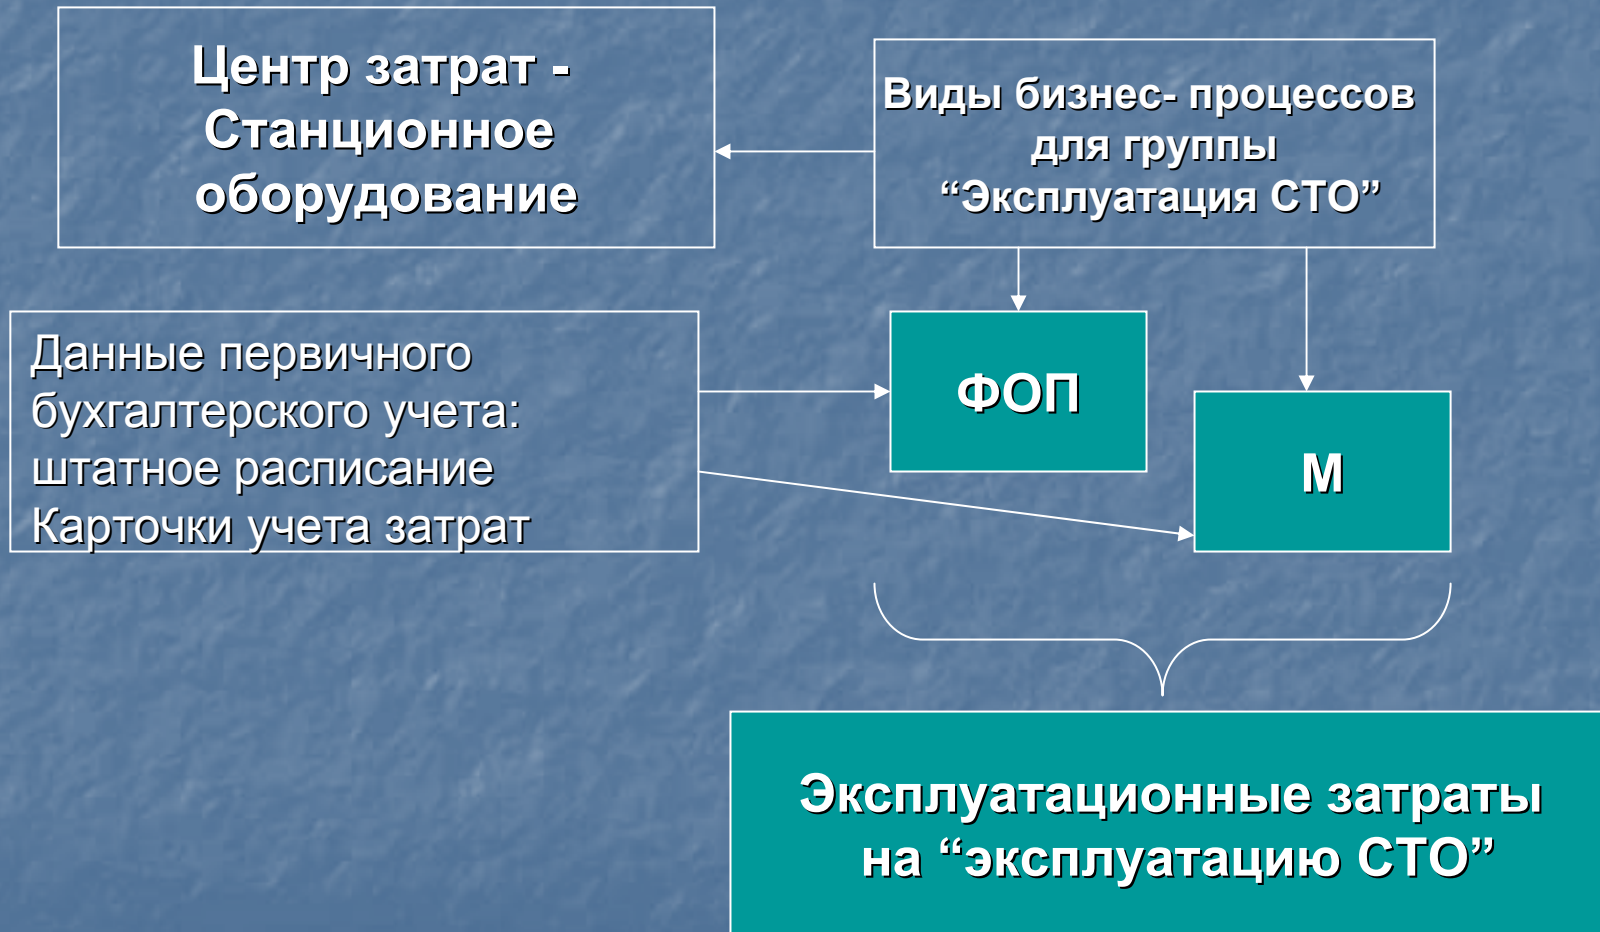 Центр затрат -
Станционное
оборудование
Виды бизнес- процессов
для группы
“Эксплуатация СТО”
Данные первичного
бухгалтерского учета:
штатное расписание
Карточки учета затрат
ФОП
М
Эксплуатационные затраты
на “эксплуатацию СТО”